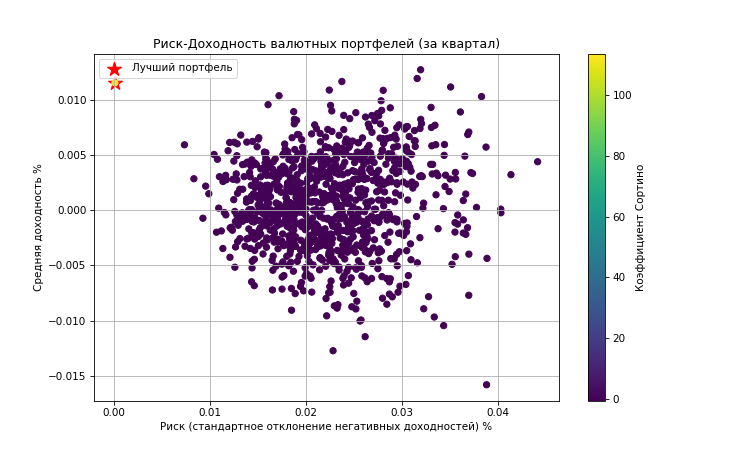 Риск-Доходность валютных портфелей (за квартал)
Лучший портфель
Средняя доходность %
0.010
0.005
0.000
−0.005
−0.010
−0.015
0.00 0.01 0.02 0.03 0.04
Риск (стандартное отклонение негативных доходностей) %
100
80
60
40
20
0
Коэффициент Сортино